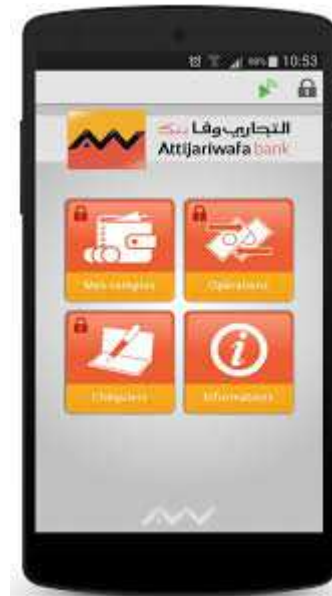 10:53
التجاري وفا بنك
Attijariwafa bank
Mes comptes
Opérations
Chéquiers
Informations